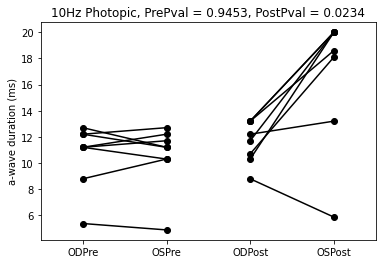 10Hz Photopic, PrePval = 0.9453, PostPval = 0.0234
20
18
16
14
12
10
8
6
a-wave duration (ms)
ODPre OSPre ODPost OSPost